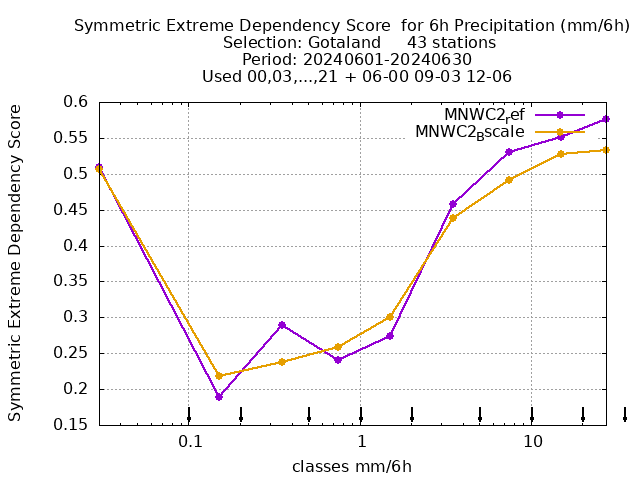 Symmetric Extreme Dependency Score  for 6h Precipitation (mm/6h)
Selection: Gotaland     43 stations
Period: 20240601-20240630
Used 00,03,...,21 + 06-00 09-03 12-06
Symmetric Extreme Dependency Score
0.6
0.55
0.5
0.45
0.4
0.35
0.3
0.25
0.2
0.15
MNWC2ref
MNWC2Bscale
0.1 1 10
classes mm/6h